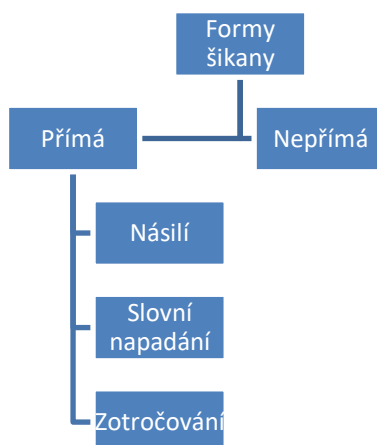 Formy
šikany
Přímá
Nepřímá
Násilí
Slovní
napadání
Zotročování